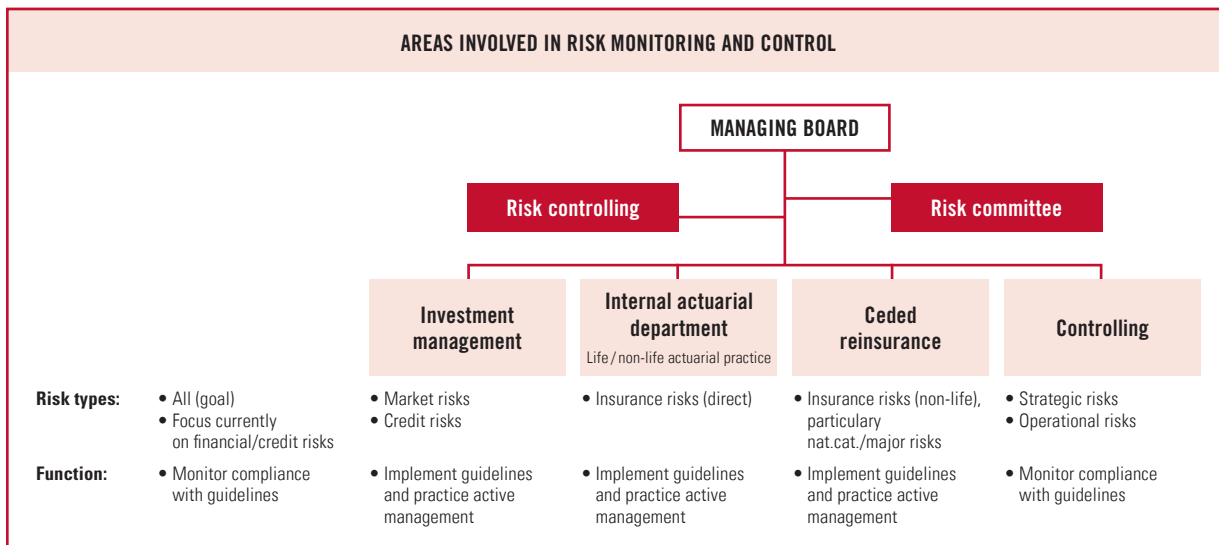 AREAS INVOLVED IN RISK MONITORING AND CONTROL
MANAGING BOARD
Risk controlling
Risk committee
Investment
management
Internal actuarial
department
Life / non-life actuarial practice
Ceded
reinsurance
Controlling
Risk types:
• All (goal)
• Focus currently
on financial/credit risks
• Market risks
• Credit risks
• Insurance risks (direct)
• Insurance risks (non-life),
particulary
nat.cat./major risks
• Strategic risks
• Operational risks
Function:
• Monitor compliance
with guidelines
• Implement guidelines
and practice active
management
• Implement guidelines
and practice active
management
• Implement guidelines
and practice active
management
• Monitor compliance
with guidelines